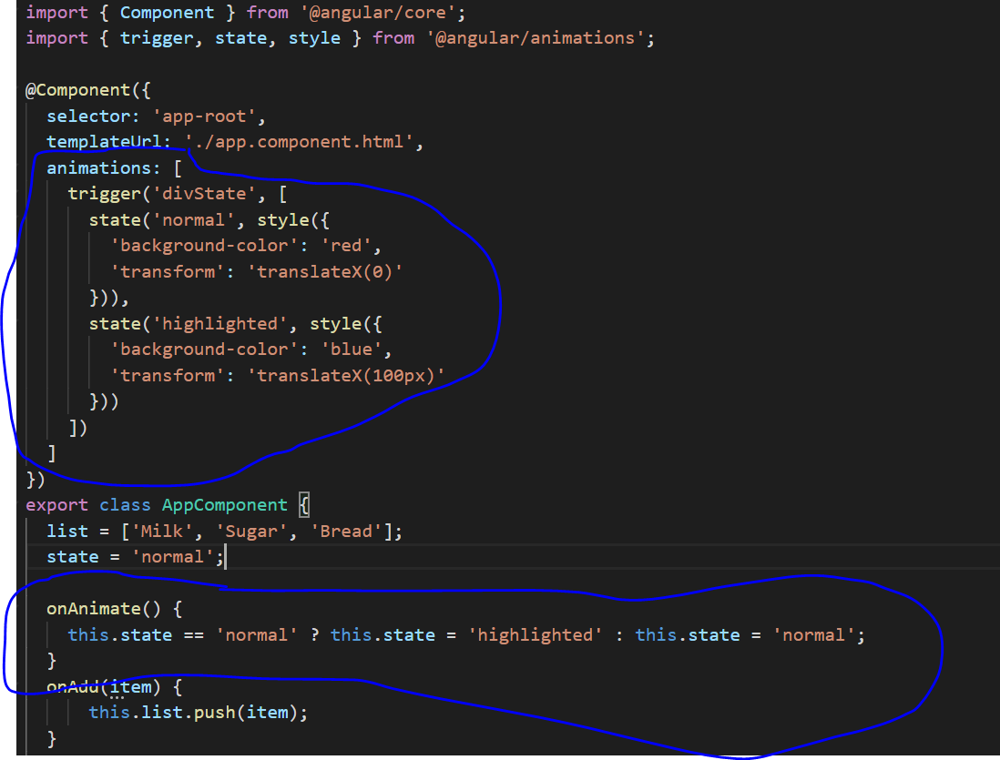 import { Component } from '@angular/core';
import { trigger, state, style } from '@angular/animations';
@Component({
selector: 'app-root',
templateUrl: './app.component.html',
animations: [
trigger('divState', [
state('normal', style({
'background-color': 'red',
'transform': 'translateX(0)'
})),
state('highlighted', style({
'background-color': 'blue',
'transform': 'translateX(100px)'
}))
])
]
})
export class AppComponent {
list = ['Milk', 'Sugar', 'Bread'];
state = 'normal';
onAnimate() {
this.state == 'normal' ? this.state = 'highlighted' : this.state = 'normal';
}
onAdd(item) {
this.list.push(item);
}